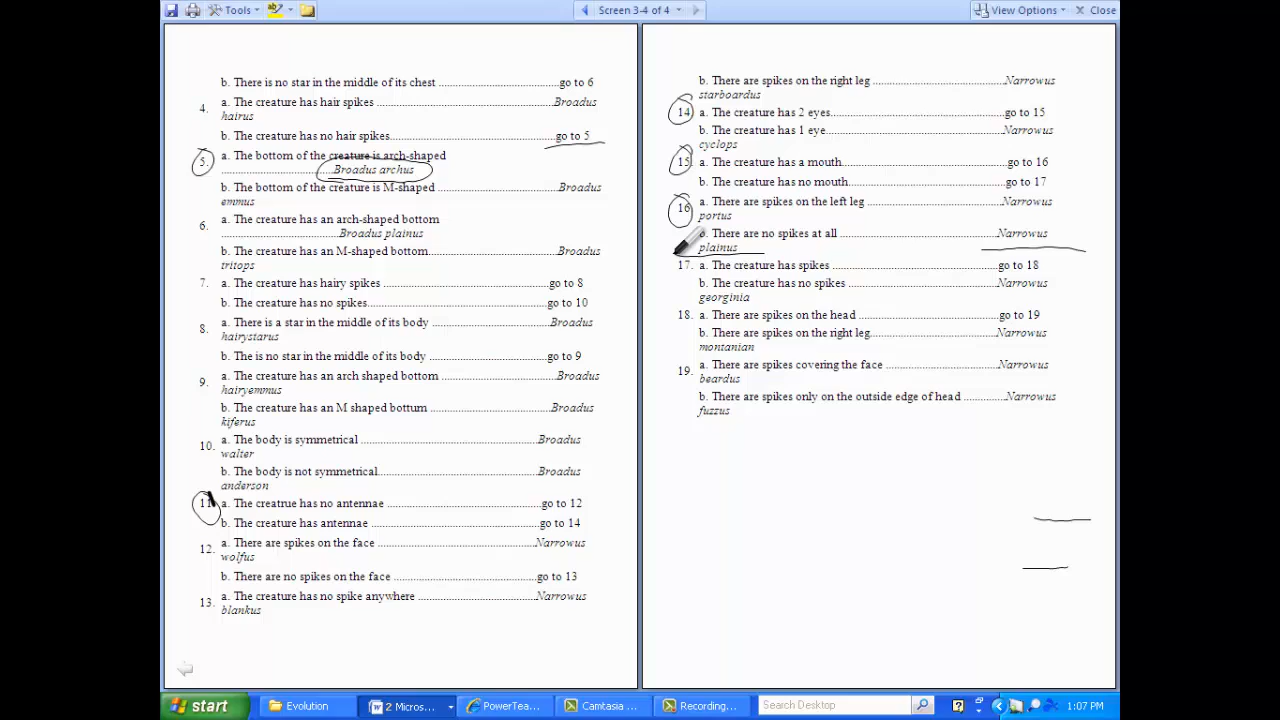 Tools
Screen 3-4 of 4
View Options
Close
b. There is no star in the middle of its chest ........................................go to 6
4. a. The creature has hair spikes ............................................................Broadus
hairus
b. The creature has no hair spikes........................................................go to 5
5. a. The bottom of the creature is arch-shaped
.....................................Broadus archus
b. The bottom of the creature is M-shaped ........................................Broadus
emmus
6. a. The creature has an arch-shaped bottom
.......................................Broadus plainus
b. The creature has an M-shaped bottom...........................................Broadus
tritops
7. a. The creature has hairy spikes ........................................................go to 8
b. The creature has no spikes............................................................go to 10
8. a. There is a star in the middle of its body ........................................Broadus
hairystarus
b. The is no star in the middle of its body .......................................go to 9
9. a. The creature has an arch shaped bottom .......................................Broadus
hairyemmus
b. The creature has an M shaped bottum ..........................................Broadus
kiferus
10. a. The body is symmetrical ...........................................................Broadus
walter
b. The body is not symmetrical.....................................................Broadus
anderson
11. a. The creatrue has no antennae ....................................................go to 12
b. The creature has antennae ........................................................go to 14
12. a. There are spikes on the face ....................................................Narrowus
wolfus
b. There are no spikes on the face ................................................go to 13
13. a. The creature has no spike anywhere ........................................Narrowus
blankus
b. There are spikes on the right leg .............................................Narrowus
starboardus
14. a. The creature has 2 eyes..........................................................go to 15
b. The creature has 1 eye............................................................Narrowus
cyclops
15. a. The creature has a mouth.......................................................go to 16
b. The creature has no mouth.....................................................go to 17
16. a. There are spikes on the left leg ..............................................Narrowus
portus
b. There are no spikes at all ......................................................Narrowus
plainus
17. a. The creature has spikes ........................................................go to 18
b. The creature has no spikes ....................................................Narrowus
georginia
18. a. There are spikes on the head .................................................go to 19
b. There are spikes on the right leg............................................Narrowus
montanian
19. a. There are spikes covering the face ........................................Narrowus
beardus
b. There are spikes only on the outside edge of head .............Narrowus
fuzzus
start
Evolution
2 Micros...
PowerTea...
Camtasia ...
Recording...
Search Desktop
1:07 PM